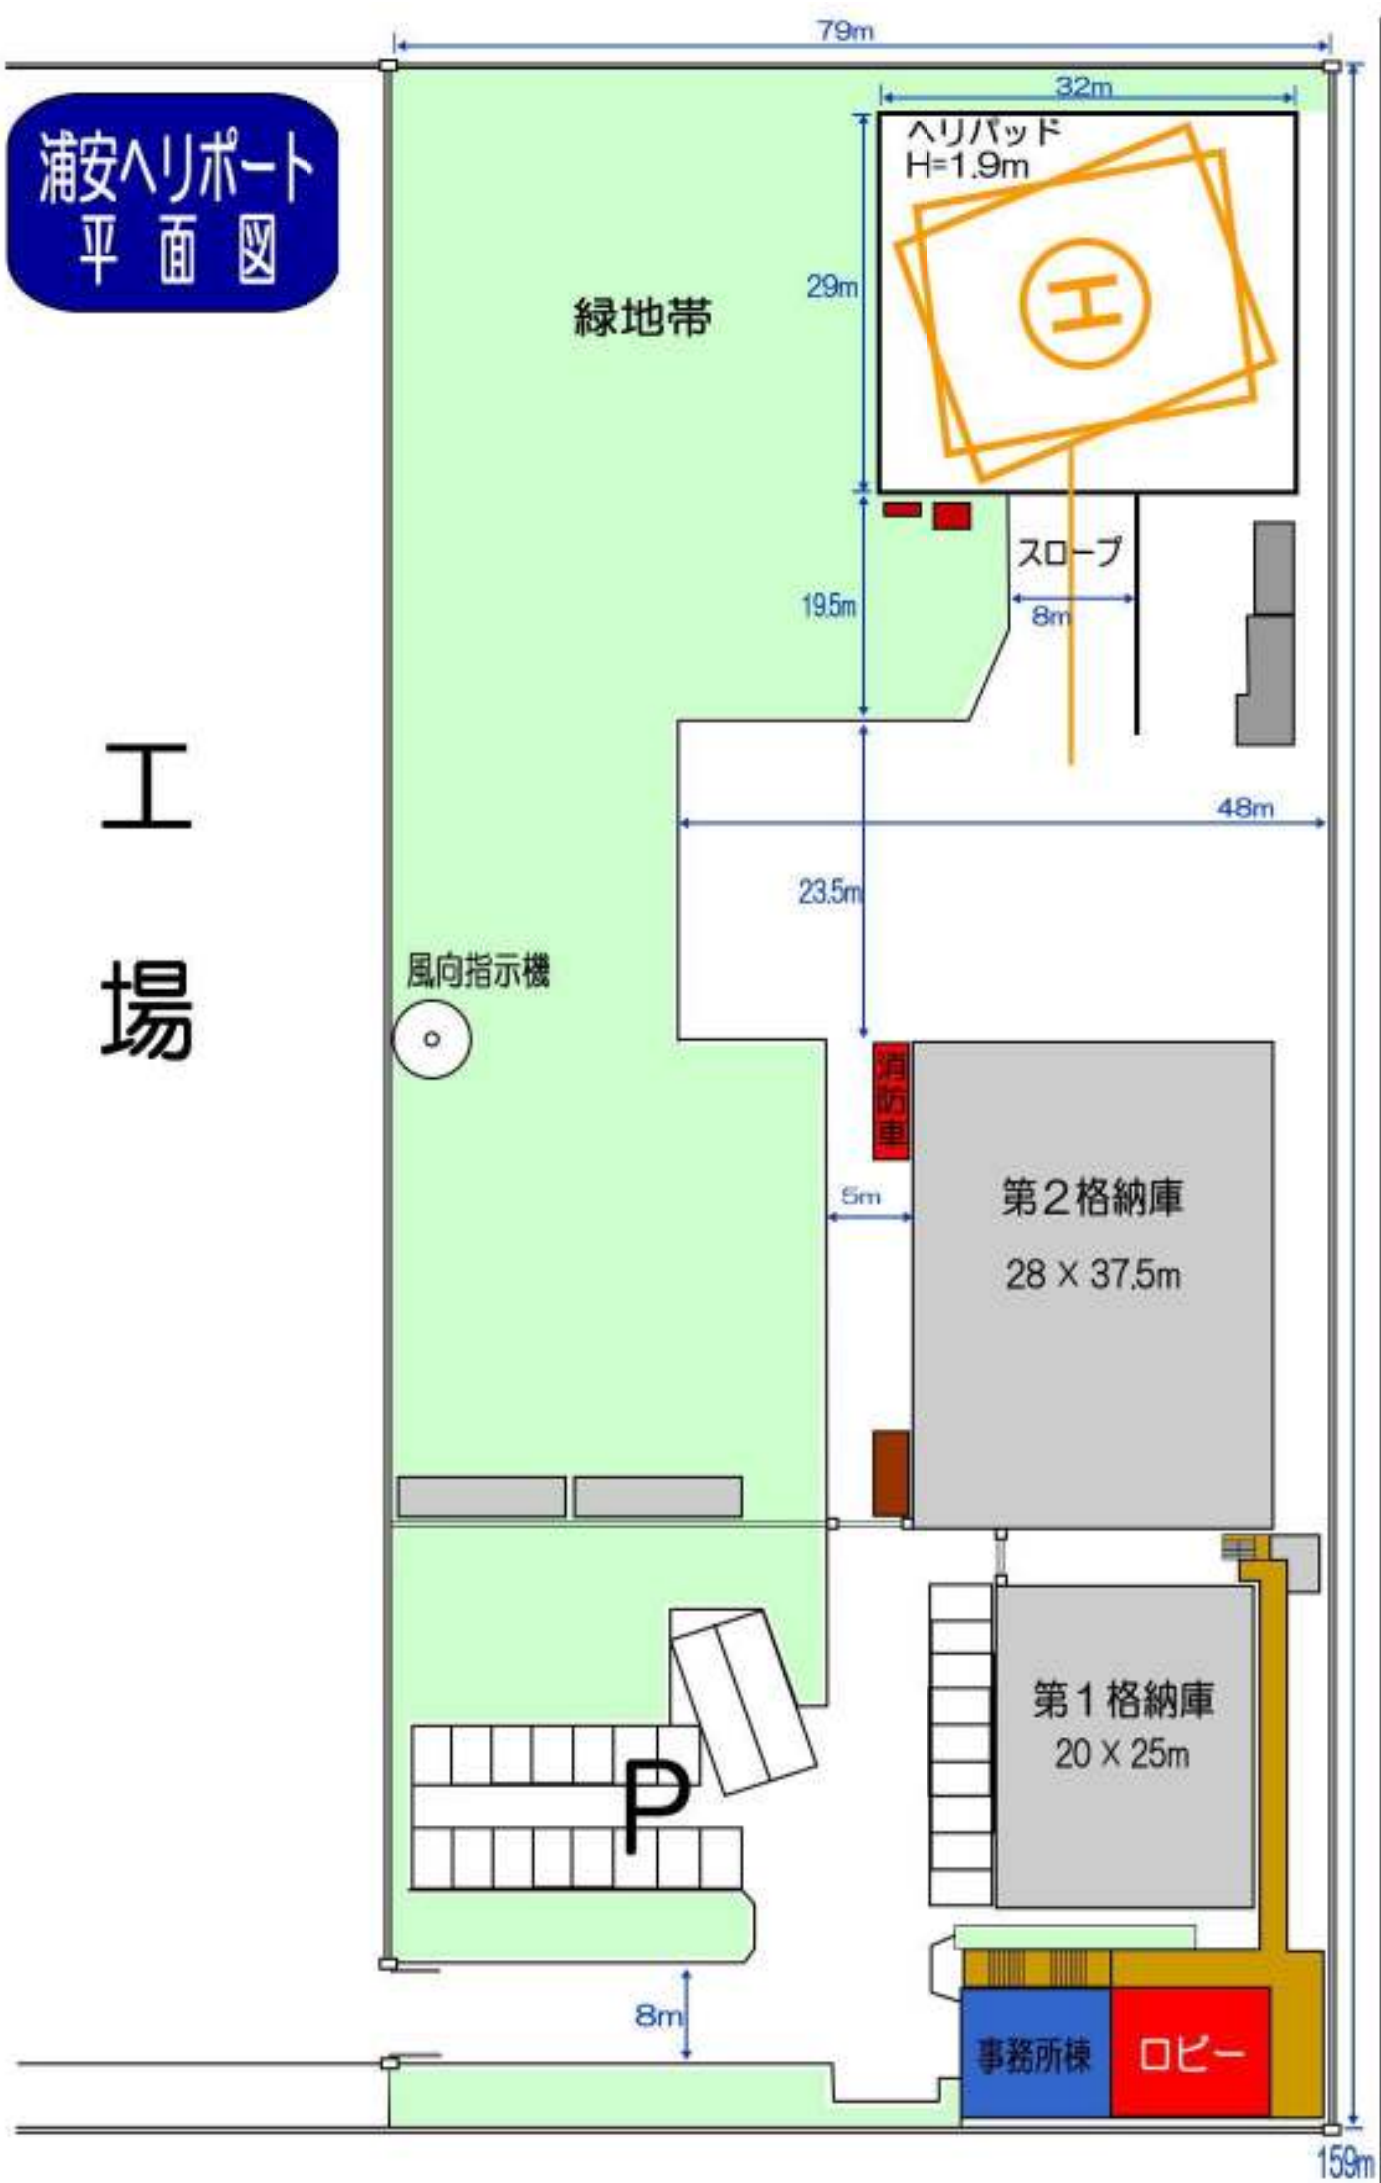 79m
浦安ヘリポート
平面図
32m
ヘリパッド
H=1.9m
H
29m
緑地帯
スロープ
19.5m
8m
工
場
48m
23.5m
風向指示機
消防車
5m
第2格納庫
28 × 37.5m
第1格納庫
20 × 25m
P
8m
事務所棟
ロビー
159m